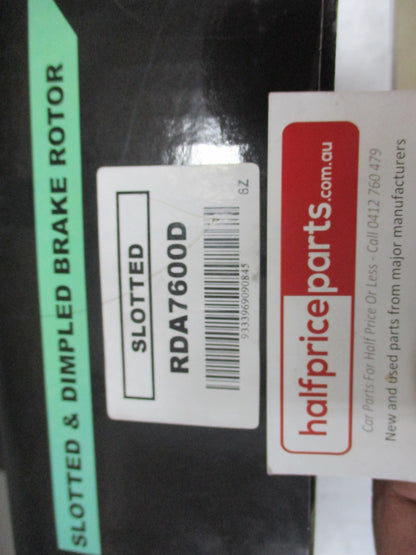 SLOTTED & DIMPLED BRAKE ROTOR
SLOTTED
RDA7600D
9333969090845
8Z
halfpriceparts.com.au
Car Parts For Half Price Or Less - Call 0412 760 479
New and used parts from major manufacturers